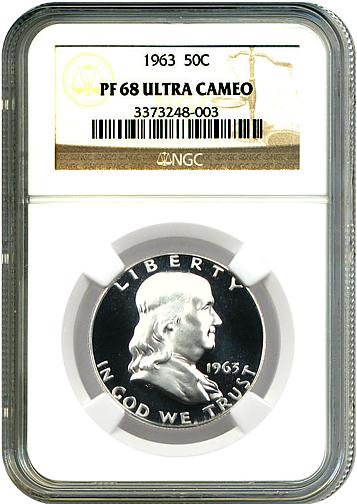 1963 50C
PF 68 ULTRA CAMEO
3373248-003
NGC
LIBERTY
1963
IN GOD WE TRUST